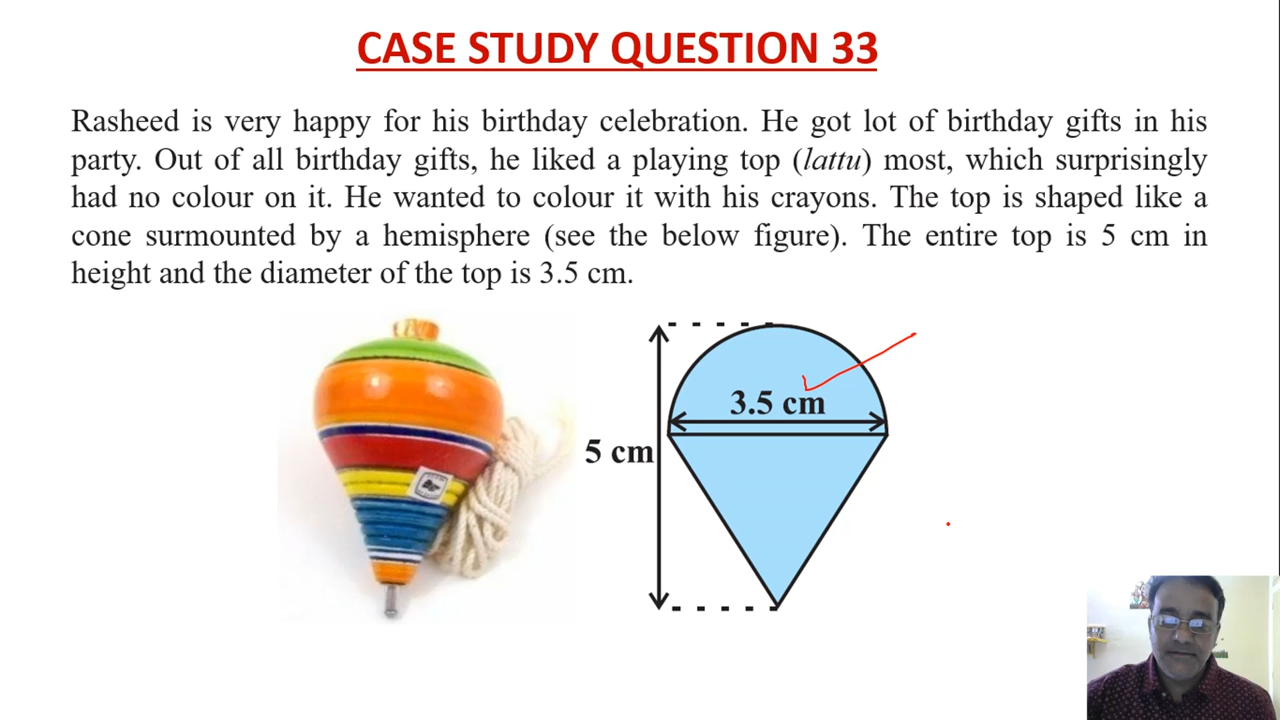 CASE STUDY QUESTION 33
Rasheed is very happy for his birthday celebration. He got lot of birthday gifts in his
party. Out of all birthday gifts, he liked a playing top (lattu) most, which surprisingly
had no colour on it. He wanted to colour it with his crayons. The top is shaped like a
cone surmounted by a hemisphere (see the below figure). The entire top is 5 cm in
height and the diameter of the top is 3.5 cm.
3.5 cm
5 cm